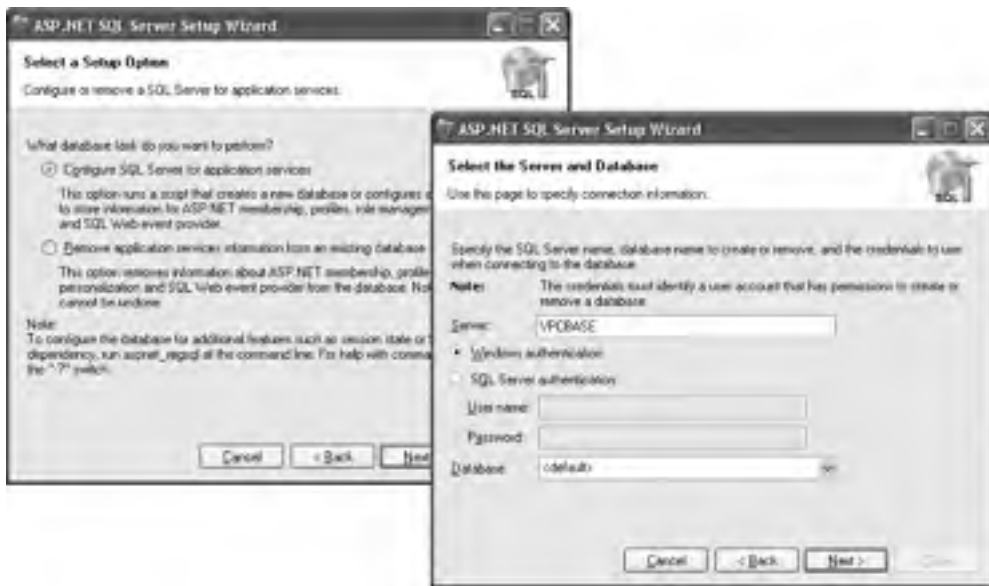 ASP.NET SQL Server Setup Wizard
Select a Setup Option
Configure or remove a SQL Server for application services.
SQL
What database task do you want to perform?
Configure SQL Server for application services
This option runs a script that creates a new database or configures
to store information for ASP.NET membership, profiles, role managem
and SQL Web event provider.
Remove application services information from an existing database
This option removes information about ASP.NET membership, profile
personalization and SQL Web event provider from the database. No
cannot be undone.
Note:
To configure the database for additional features such as session state or
dependency, run aspnet_regsql at the command line. For help with comma
the "-?" switch.
Cancel
< Back
Next
ASP.NET SQL Server Setup Wizard
Select the Server and Database
Use this page to specify connection information.
SQL
Specify the SQL Server name, database name to create or remove, and the credentials to use
when connecting to the database.
Note: The credentials must identify a user account that has permissions to create or
remove a database.
Server: VPCBASE
Windows authentication
SQL Server authentication
User name:
Password:
Database: <default>
Cancel
< Back
Next >